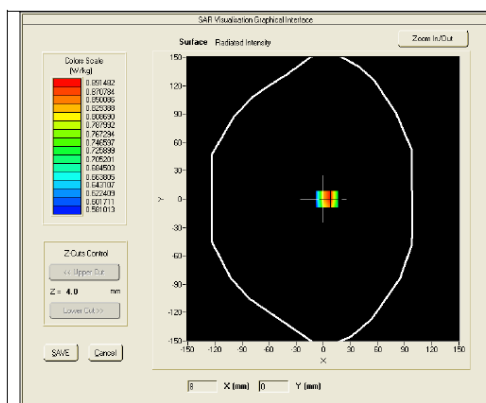 SAR Visualisation Graphical Interface
Surface Radiated Intensity
Zoom In/Out
Colors Scale
(W/kg)
0.891482
0.870784
0.850086
0.829388
0.808690
0.787992
0.767294
0.746597
0.725899
0.705201
0.684503
0.663805
0.643107
0.622409
0.601711
0.581013
Z Cuts Control
<< Upper Cut
Z = 4.0 mm
Lower Cut >>
SAVE Cancel
150-
120-
90-
60-
30-
0-
-30-
-60-
-90-
-120-
-150-
Y
-150 -120 -90 -60 -30 0 30 60 90 120 150
X
8 X (mm) 0 Y (mm)